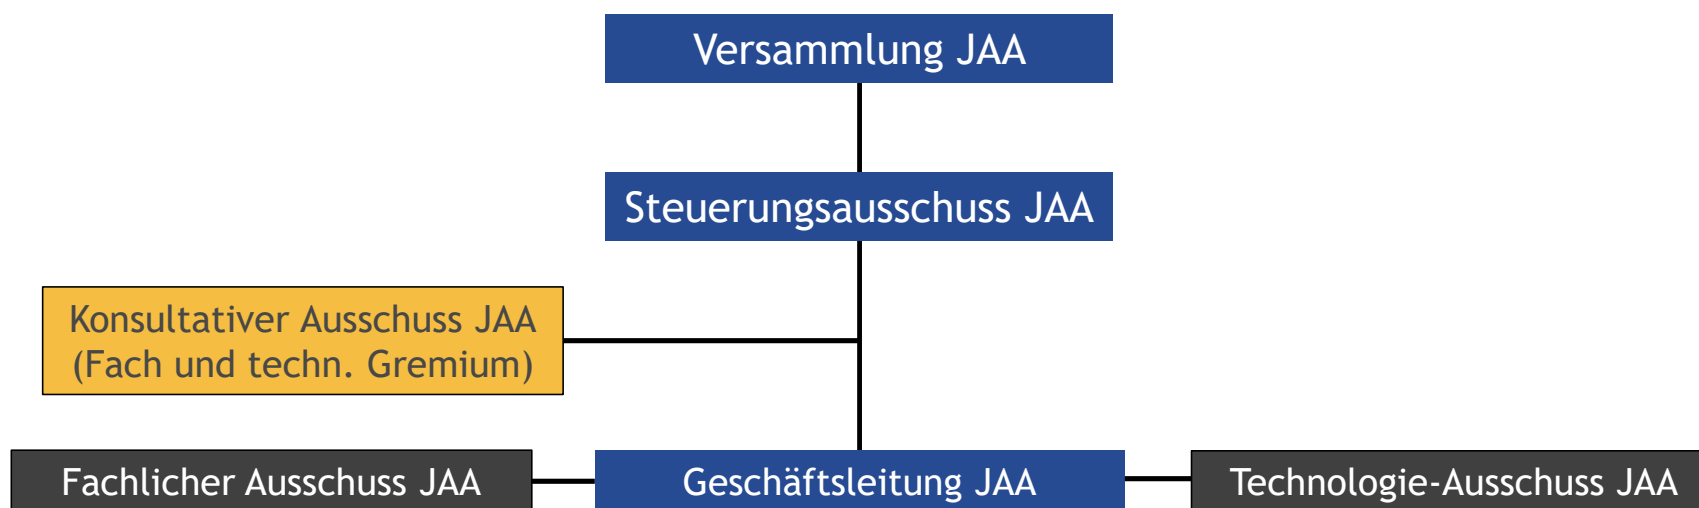 Versammlung JAA
Steuerungsausschuss JAA
Konsultativer Ausschuss JAA
(Fach und techn. Gremium)
Fachlicher Ausschuss JAA
Geschäftsleitung JAA
Technologie-Ausschuss JAA